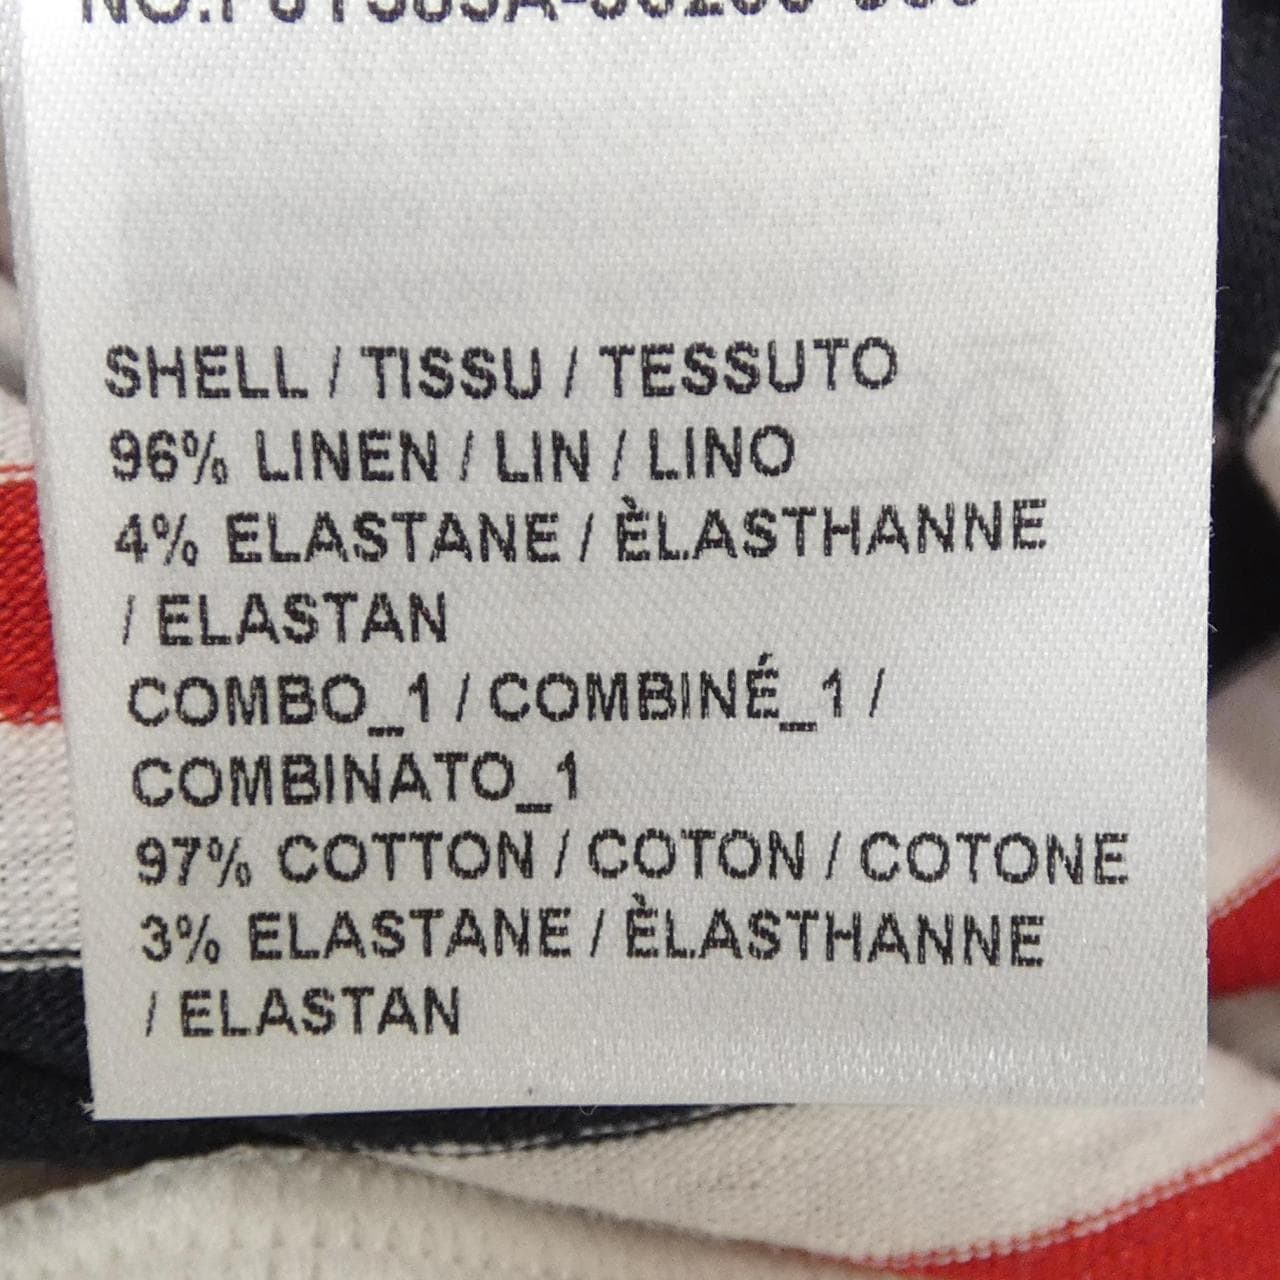 SHELL / TISSU / TESSUTO
96% LINEN / LIN / LINO
4% ELASTANE / ÈLASTHANNE
/ ELASTAN
COMBO_1 / COMBINÉ_1 /
COMBINATO_1
97% COTTON / COTON / COTONE
3% ELASTANE / ÈLASTHANNE
/ ELASTAN